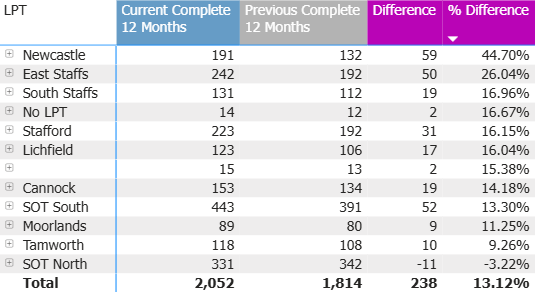 LPT Current Complete 12 Months Previous Complete 12 Months Difference % Difference
Newcastle 191 132 59 44.70%
East Staffs 242 192 50 26.04%
South Staffs 131 112 19 16.96%
No LPT 14 12 2 16.67%
Stafford 223 192 31 16.15%
Lichfield 123 106 17 16.04%
15 13 2 15.38%
Cannock 153 134 19 14.18%
SOT South 443 391 52 13.30%
Moorlands 89 80 9 11.25%
Tamworth 118 108 10 9.26%
SOT North 331 342 -11 -3.22%
Total 2,052 1,814 238 13.12%